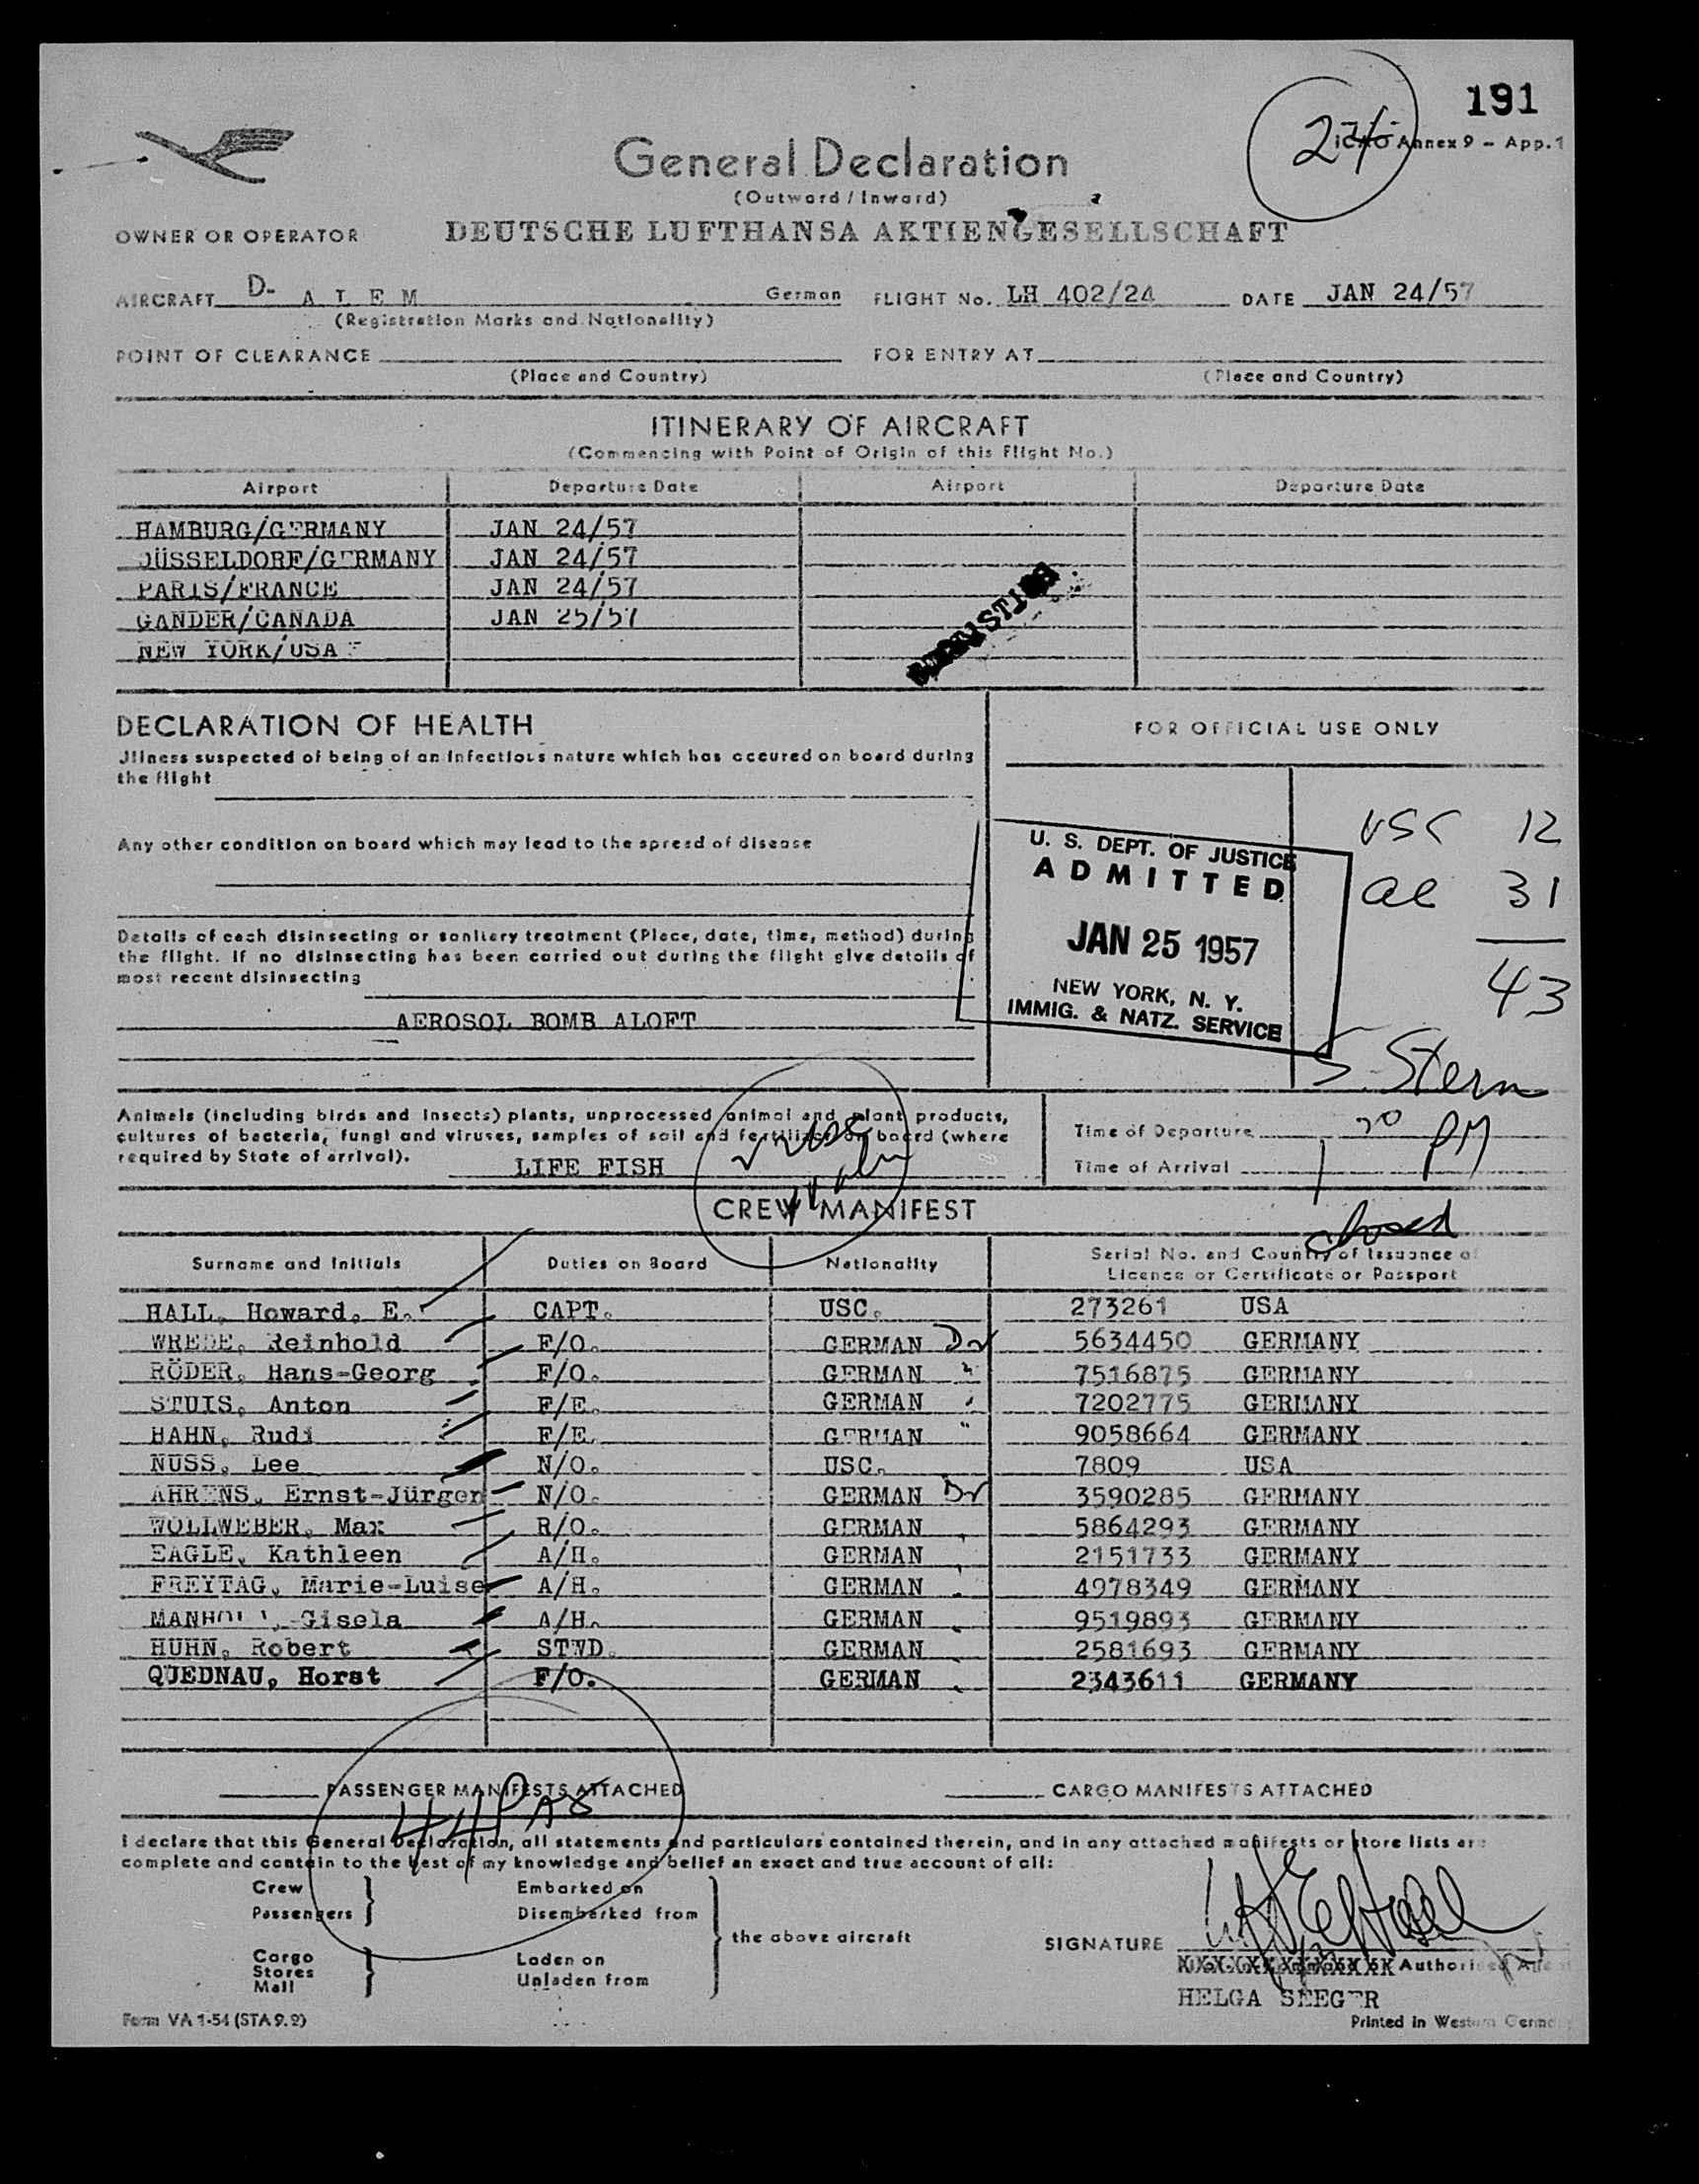 191
24
ICAO Annex 9 - App. 1
General Declaration
(Outward / Inward)
OWNER OR OPERATOR DEUTSCHE LUFTHANSA AKTIENGESELLSCHAFT
AIRCRAFT D- A L E M German FLIGHT No. LH 402/24 DATE JAN 24/57
(Registration Marks and Nationality)
POINT OF CLEARANCE FOR ENTRY AT
(Place and Country) (Place and Country)
ITINERARY OF AIRCRAFT
(Commencing with Point of Origin of this Flight No.)
Airport Departure Date Airport Departure Date
HAMBURG/GERMANY JAN 24/57
DÜSSELDORF/GERMANY JAN 24/57
PARIS/FRANCE JAN 24/57
GANDER/CANADA JAN 25/57
NEW YORK/USA
DECLARATION OF HEALTH
Jllness suspected of being of an infectious nature which has occured on board during
the flight
Any other condition on board which may lead to the spread of disease
Details of each disinsecting or sanitary treatment (Place, date, time, method) during
the flight. If no disinsecting has been carried out during the flight give details of
most recent disinsecting
AEROSOL BOMB ALOFT
FOR OFFICIAL USE ONLY
USC 12
al 31
43
U. S. DEPT. OF JUSTICE
ADMITTED
JAN 25 1957
NEW YORK, N. Y.
IMMIG. & NATZ. SERVICE
S. Stern
Animals (including birds and insects) plants, unprocessed animal and plant products,
cultures of bacteria, fungi and viruses, samples of soil and fertilizer on board (where
required by State of arrival). LIFE FISH
Time of Departure
Time of Arrival
PM
CREW MANIFEST
Surname and Initials Duties on Board Nationality Serial No. and Country of Issuance of
Licence or Certificate or Passport
HALL, Howard, E. CAPT. USC. 273261 USA
WREDE, Reinhold F/O. GERMAN 5634450 GERMANY
RÖDER, Hans-Georg F/O. GERMAN " 7516875 GERMANY
STUIS, Anton F/E. GERMAN 7202775 GERMANY
HAHN, Rudi F/E. GERMAN " 9058664 GERMANY
NUSS, Lee N/O. USC. 7809 USA
AHRENS, Ernst-Jürgen N/O. GERMAN 3590285 GERMANY
WOLLWEBER, Max R/O. GERMAN 5864293 GERMANY
EAGLE, Kathleen A/H. GERMAN 2151733 GERMANY
FREYTAG, Marie-Luise A/H. GERMAN 4978349 GERMANY
Gisela A/H. GERMAN 9519893 GERMANY
HUHN, Robert STWD. GERMAN 2581693 GERMANY
QUEDNAU, Horst F/O. GERMAN 2343611 GERMANY
PASSENGER MANIFESTS ATTACHED CARGO MANIFESTS ATTACHED
44 PAX
I declare that this General Declaration, all statements and particulars contained therein, and in any attached manifests or store lists are
complete and contain to the best of my knowledge and belief an exact and true account of all:
Crew Embarked on
Passengers Disembarked from
the above aircraft
Cargo Laden on
Stores
Mail Unladen from
SIGNATURE
Authorized Agent
HELGA SEEGER
Form VA 1-54 (STA 9.2) Printed in Western Germany